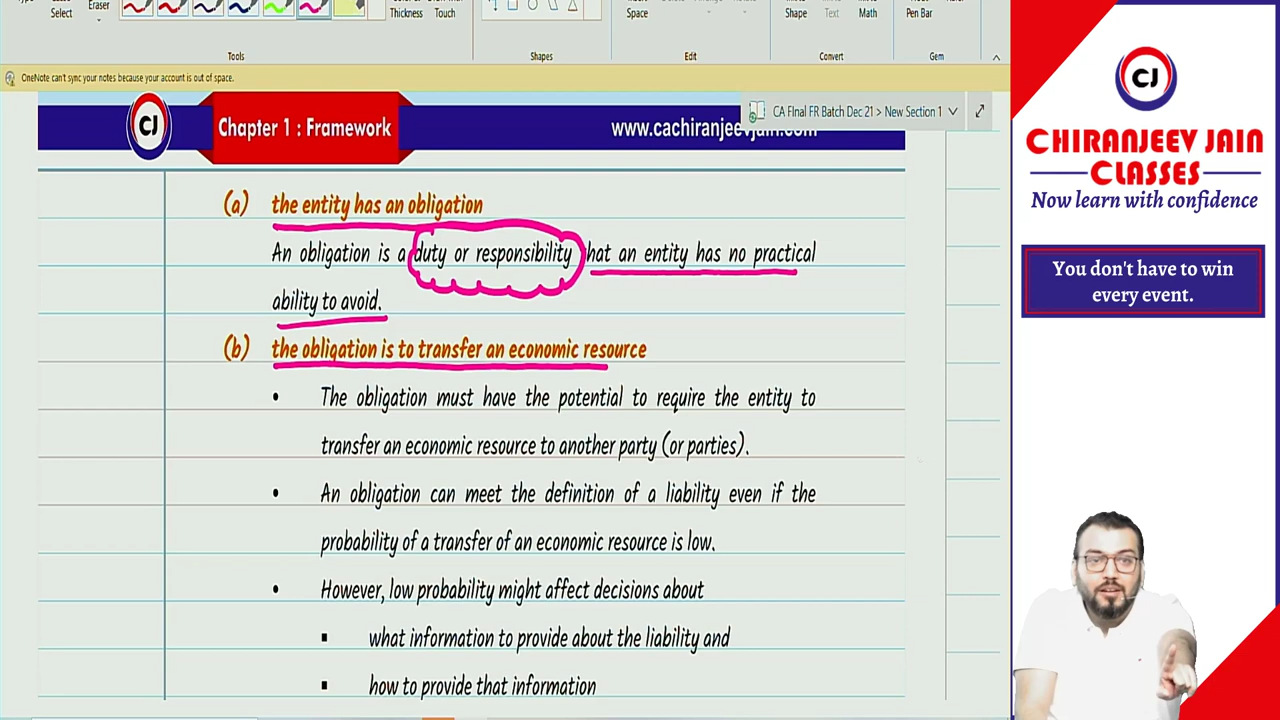 Eraser
Select
Thickness
Touch
Space
Shape
Text
Math
Pen Bar
Tools
Shapes
Edit
Convert
Gem
OneNote can't sync your notes because your account is out of space.
CJ
Chapter 1 : Framework
www.cachiranjeevjain.com
CA FInal FR Batch Dec 21 > New Section 1
(a) the entity has an obligation
An obligation is a duty or responsibility that an entity has no practical
ability to avoid.
(b) the obligation is to transfer an economic resource
• The obligation must have the potential to require the entity to
transfer an economic resource to another party (or parties).
• An obligation can meet the definition of a liability even if the
probability of a transfer of an economic resource is low.
• However, low probability might affect decisions about
▪ what information to provide about the liability and
▪ how to provide that information
CJ
CHIRANJEEV JAIN
CLASSES
Now learn with confidence
You don't have to win
every event.